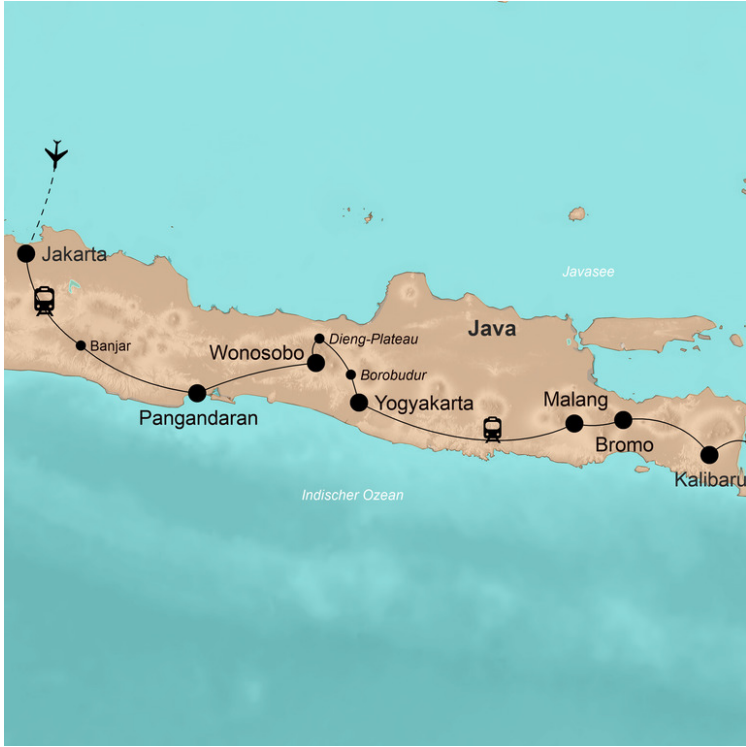 Jakarta
Javasee
Java
Banjar
Dieng-Plateau
Wonosobo
Borobudur
Pangandaran
Yogyakarta
Malang
Bromo
Kalibaru
Indischer Ozean